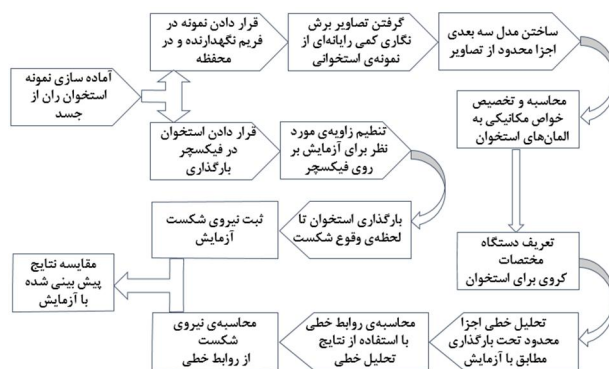 آماده سازی نمونه
استخوان ران از
جسد
قرار دادن نمونه در
فریم نگهدارنده و در
محفظه
گرفتن تصاویر برش
نگاری کمی رایانه‌ای از
نمونه‌ی استخوانی
ساختن مدل سه بعدی
اجزا محدود از تصاویر
محاسبه و تخصیص
خواص مکانیکی به
المان‌های استخوان
تعریف دستگاه
مختصات
کروی برای استخوان
تحلیل خطی اجزا
محدود تحت بارگذاری
مطابق با آزمایش
محاسبه‌ی روابط خطی
با استفاده از نتایج
تحلیل خطی
محاسبه‌ی نیروی
شکست
از روابط خطی
قرار دادن استخوان
در فیکسچر
بارگذاری
تنطیم زاویه‌ی مورد
نظر برای آزمایش بر
روی فیکسچر
بارگذاری استخوان تا
لحظه‌ی وقوع شکست
ثبت نیروی شکست
آزمایش
مقایسه نتایج
پیش بینی شده
با آزمایش